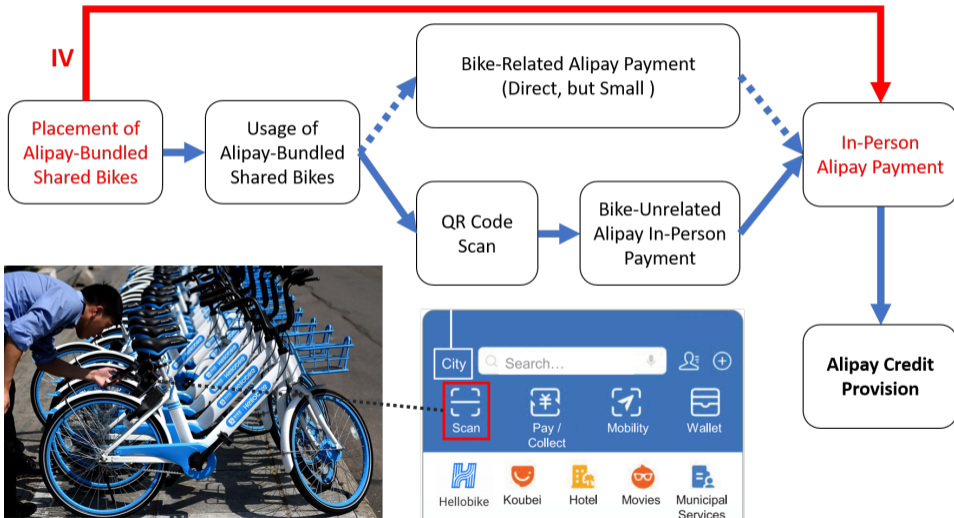 IV
Placement of
Alipay-Bundled
Shared Bikes
Usage of
Alipay-Bundled
Shared Bikes
Bike-Related Alipay Payment
(Direct, but Small )
QR Code
Scan
Bike-Unrelated
Alipay In-Person
Payment
In-Person
Alipay Payment
Alipay Credit
Provision
City
Search...
Scan
Pay /
Collect
Mobility
Wallet
Hellobike
Koubei
Hotel
Movies
Municipal
Services